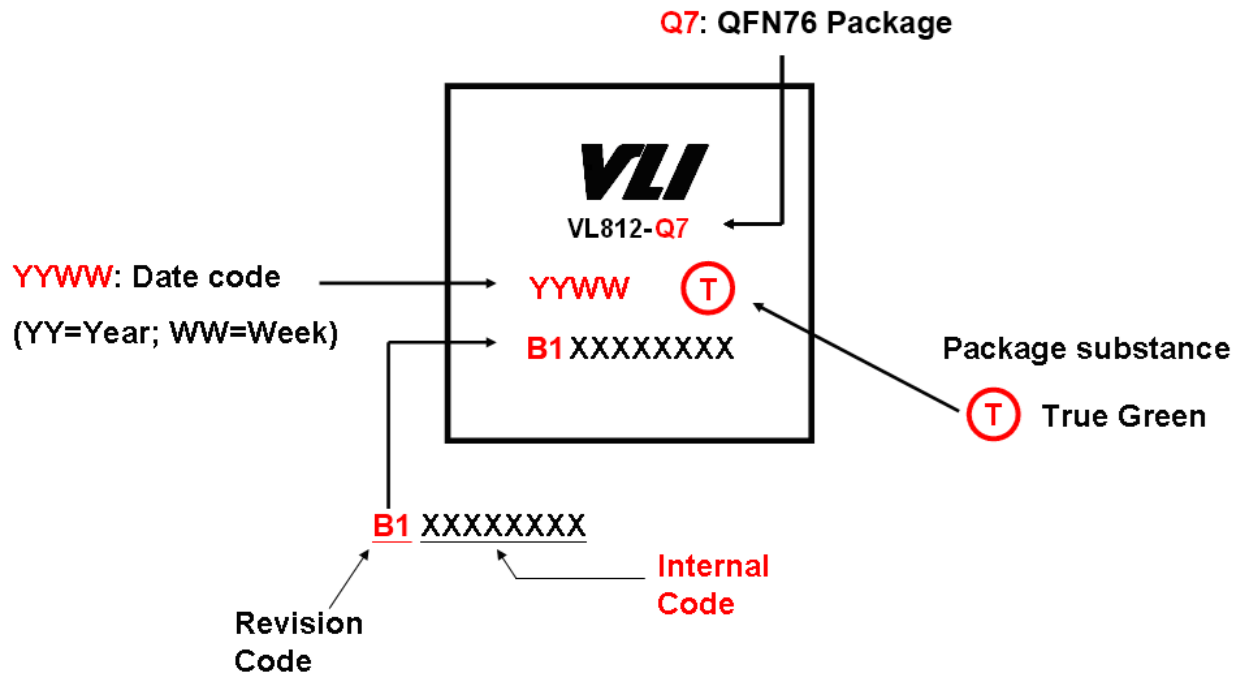 Q7: QFN76 Package
VLI
VL812-Q7
YYWW: Date code
(YY=Year; WW=Week)
YYWW T
B1 XXXXXXXX
Package substance
T True Green
B1 XXXXXXXX
Internal
Code
Revision
Code